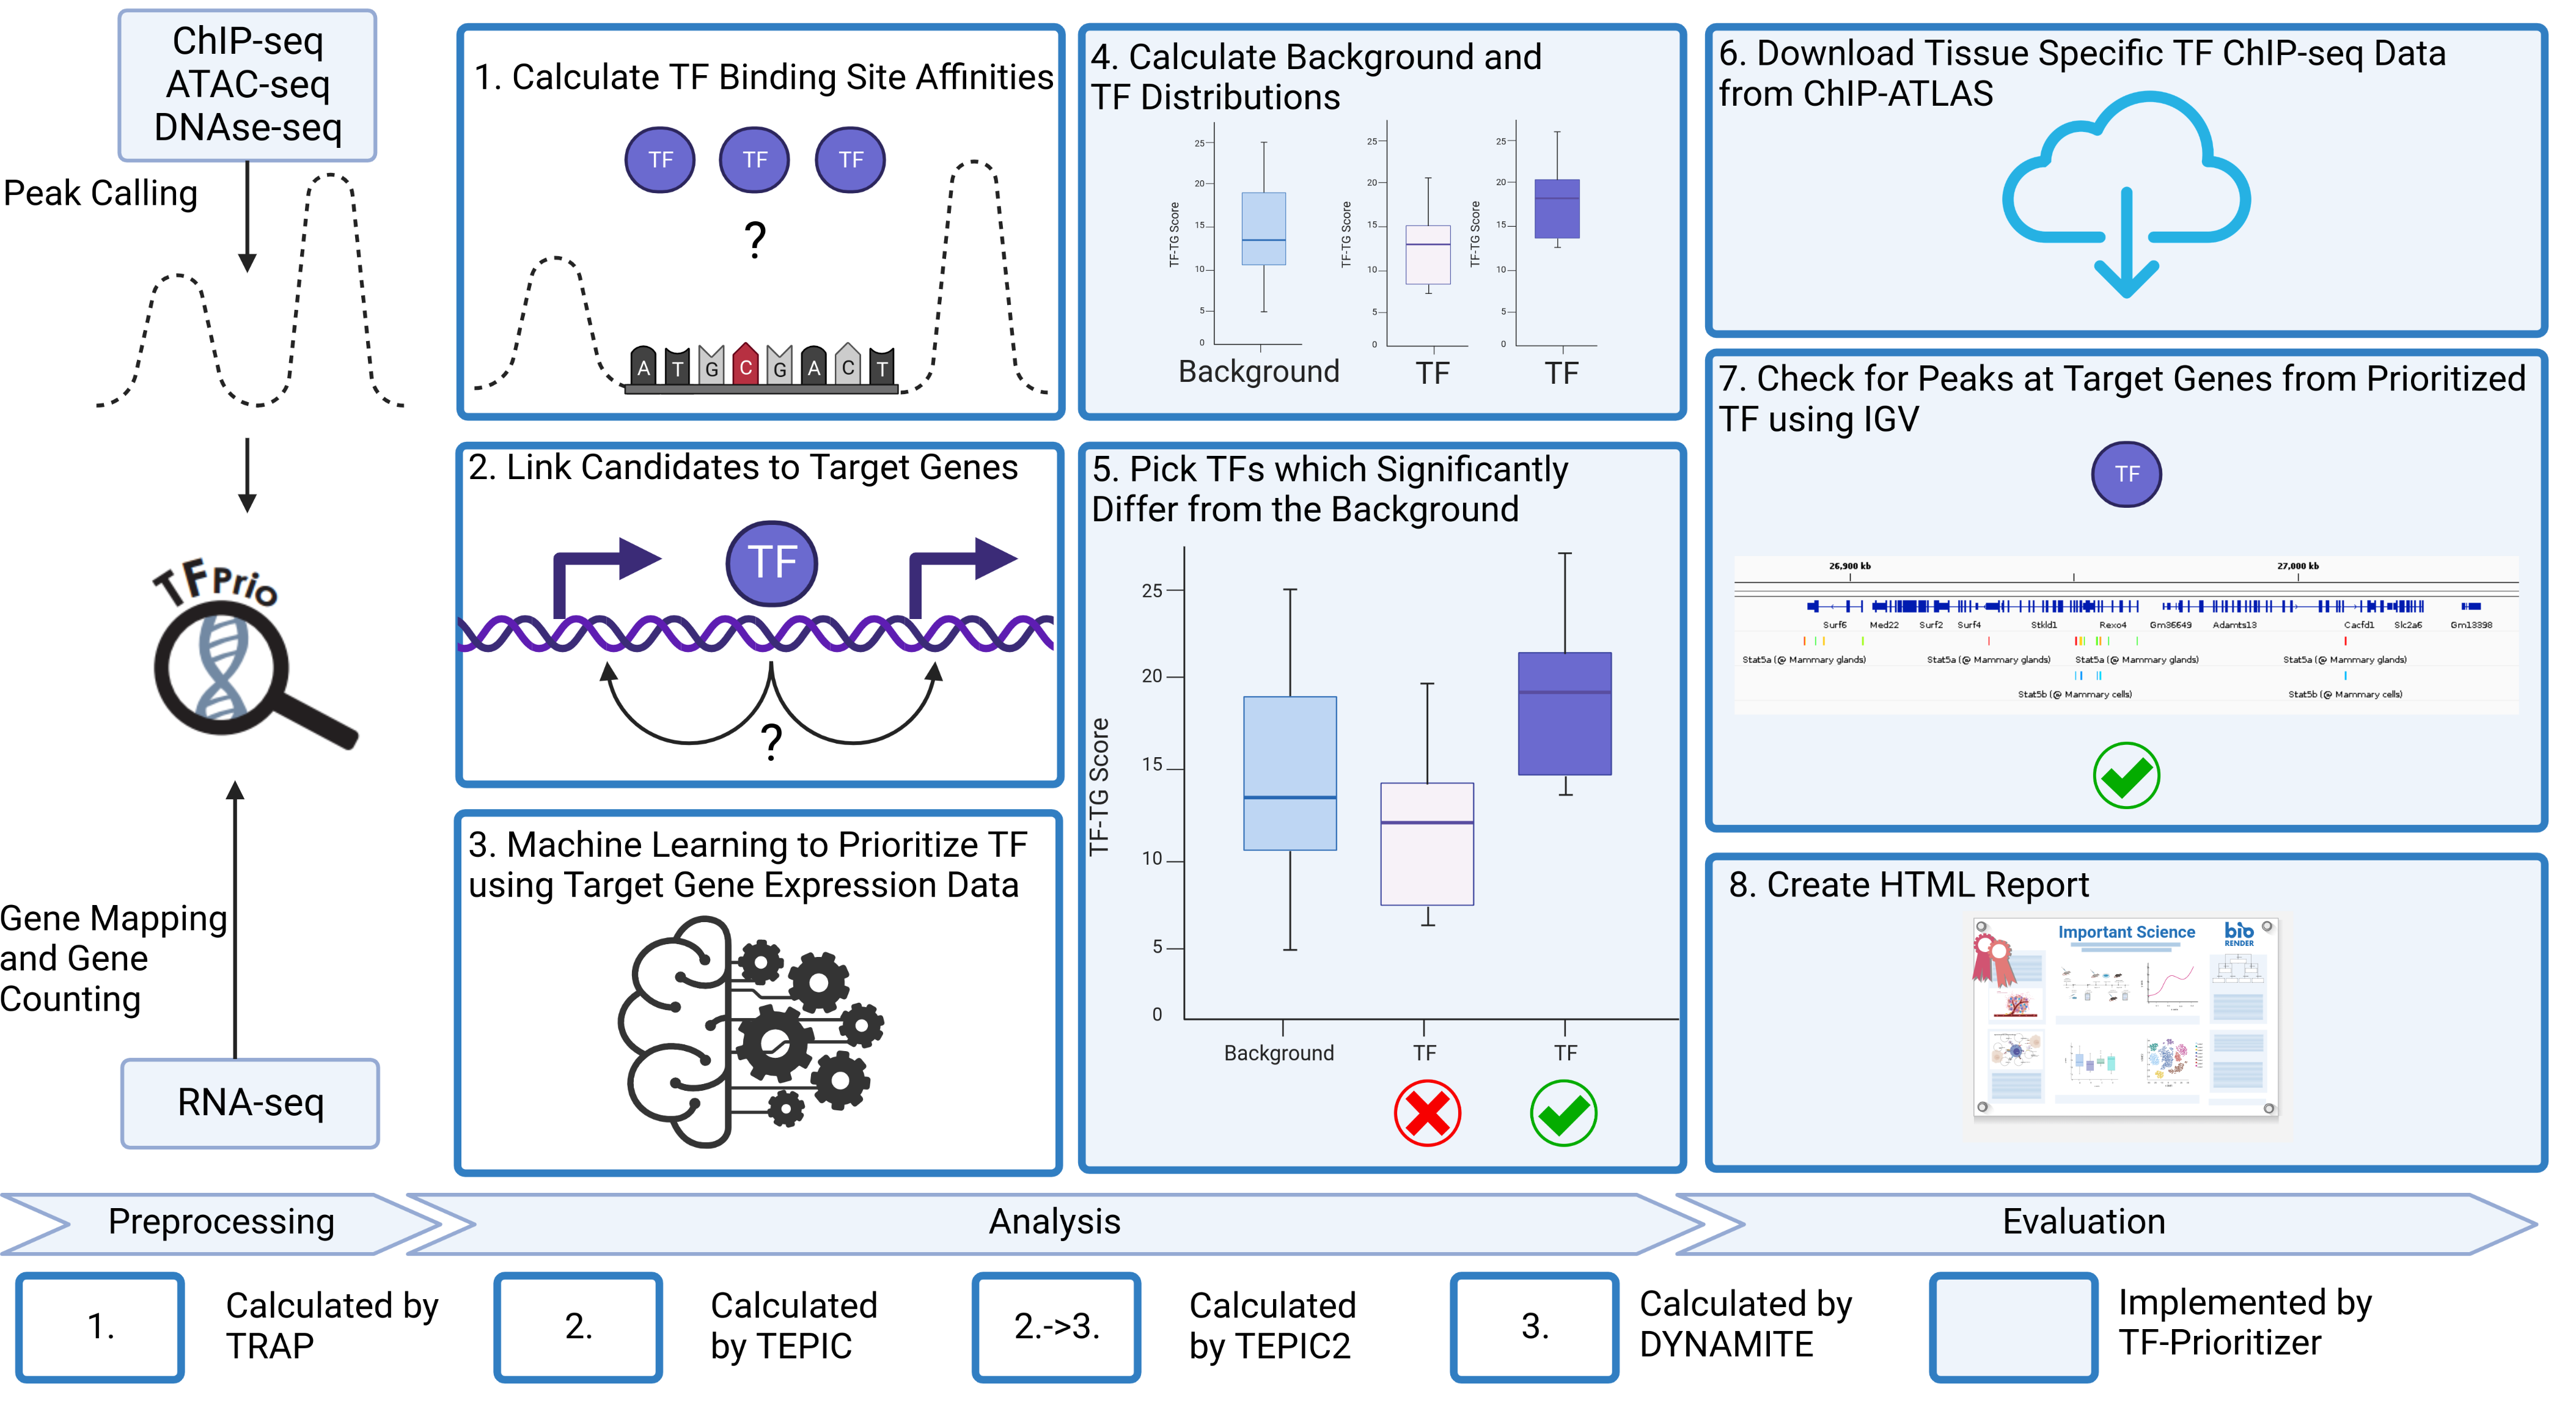 ChIP-seq
ATAC-seq
DNAse-seq
Peak Calling
TFPrio
Gene Mapping
and Gene
Counting
RNA-seq
1. Calculate TF Binding Site Affinities
TF TF TF
?
A T G C G A C T
2. Link Candidates to Target Genes
TF
?
3. Machine Learning to Prioritize TF
using Target Gene Expression Data
4. Calculate Background and
TF Distributions
TF-TG Score
25
20
15
10
5
0
Background
TF-TG Score
25
20
15
10
5
0
TF
TF-TG Score
25
20
15
10
5
0
TF
5. Pick TFs which Significantly
Differ from the Background
TF-TG Score
25
20
15
10
5
0
Background TF TF
6. Download Tissue Specific TF ChIP-seq Data
from ChIP-ATLAS
7. Check for Peaks at Target Genes from Prioritized
TF using IGV
TF
26,900 kb 27,000 kb
Surf6 Med22 Surf2 Surf4 Stkld1 Rexo4 Gm36649 Adamts13 Cacfd1 Slc2a6 Gm13398
Stat5a (@ Mammary glands) Stat5a (@ Mammary glands) Stat5a (@ Mammary glands) Stat5a (@ Mammary glands)
Stat5b (@ Mammary cells) Stat5b (@ Mammary cells)
8. Create HTML Report
Important Science
bio
RENDER
Preprocessing Analysis Evaluation
1. Calculated by
TRAP
2. Calculated
by TEPIC
2.->3. Calculated
by TEPIC2
3. Calculated by
DYNAMITE
Implemented by
TF-Prioritizer